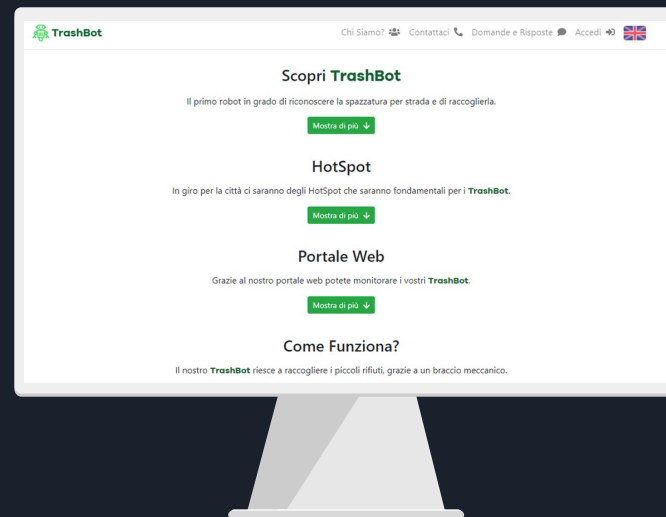 TrashBot
Chi Siamo? Contattaci Domande e Risposte Accedi
Scopri TrashBot
Il primo robot in grado di riconoscere la spazzatura per strada e di raccoglierla.
Mostra di più
HotSpot
In giro per la città ci saranno degli HotSpot che saranno fondamentali per i TrashBot.
Mostra di più
Portale Web
Grazie al nostro portale web potete monitorare i vostri TrashBot.
Mostra di più
Come Funziona?
Il nostro TrashBot riesce a raccogliere i piccoli rifiuti, grazie a un braccio meccanico.